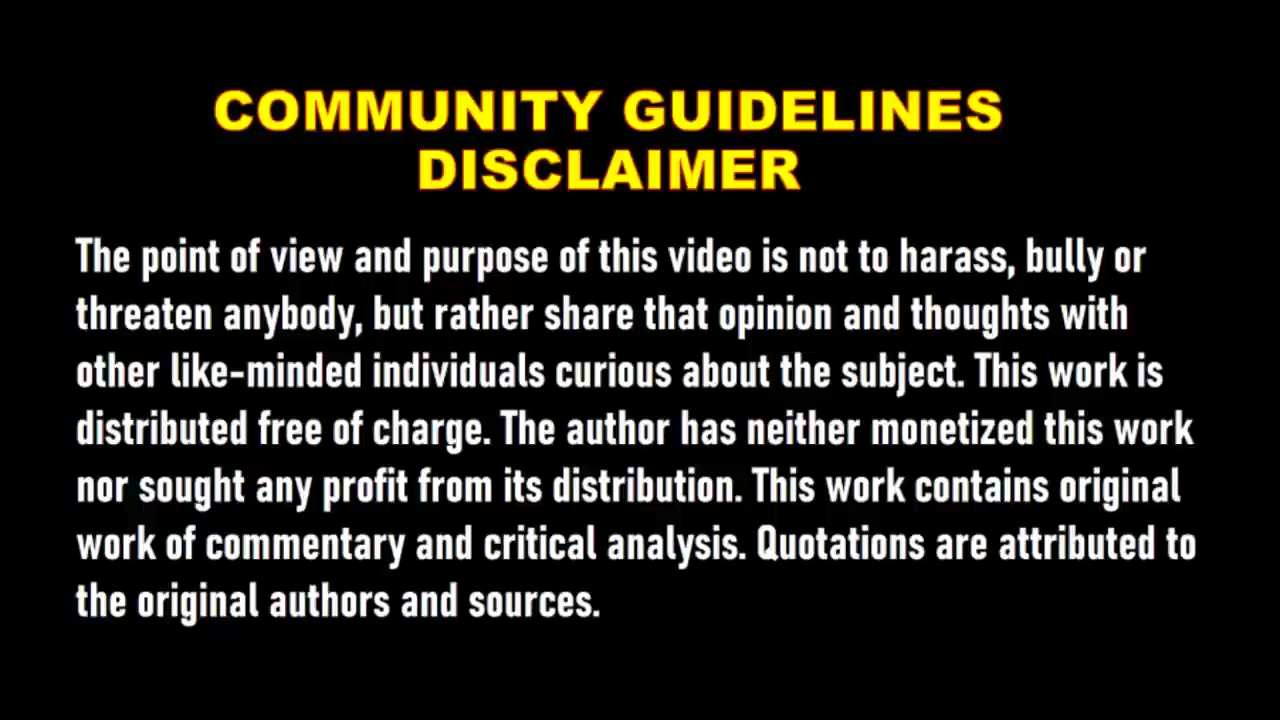 COMMUNITY GUIDELINES
DISCLAIMER
The point of view and purpose of this video is not to harass, bully or
threaten anybody, but rather share that opinion and thoughts with
other like-minded individuals curious about the subject. This work is
distributed free of charge. The author has neither monetized this work
nor sought any profit from its distribution. This work contains original
work of commentary and critical analysis. Quotations are attributed to
the original authors and sources.